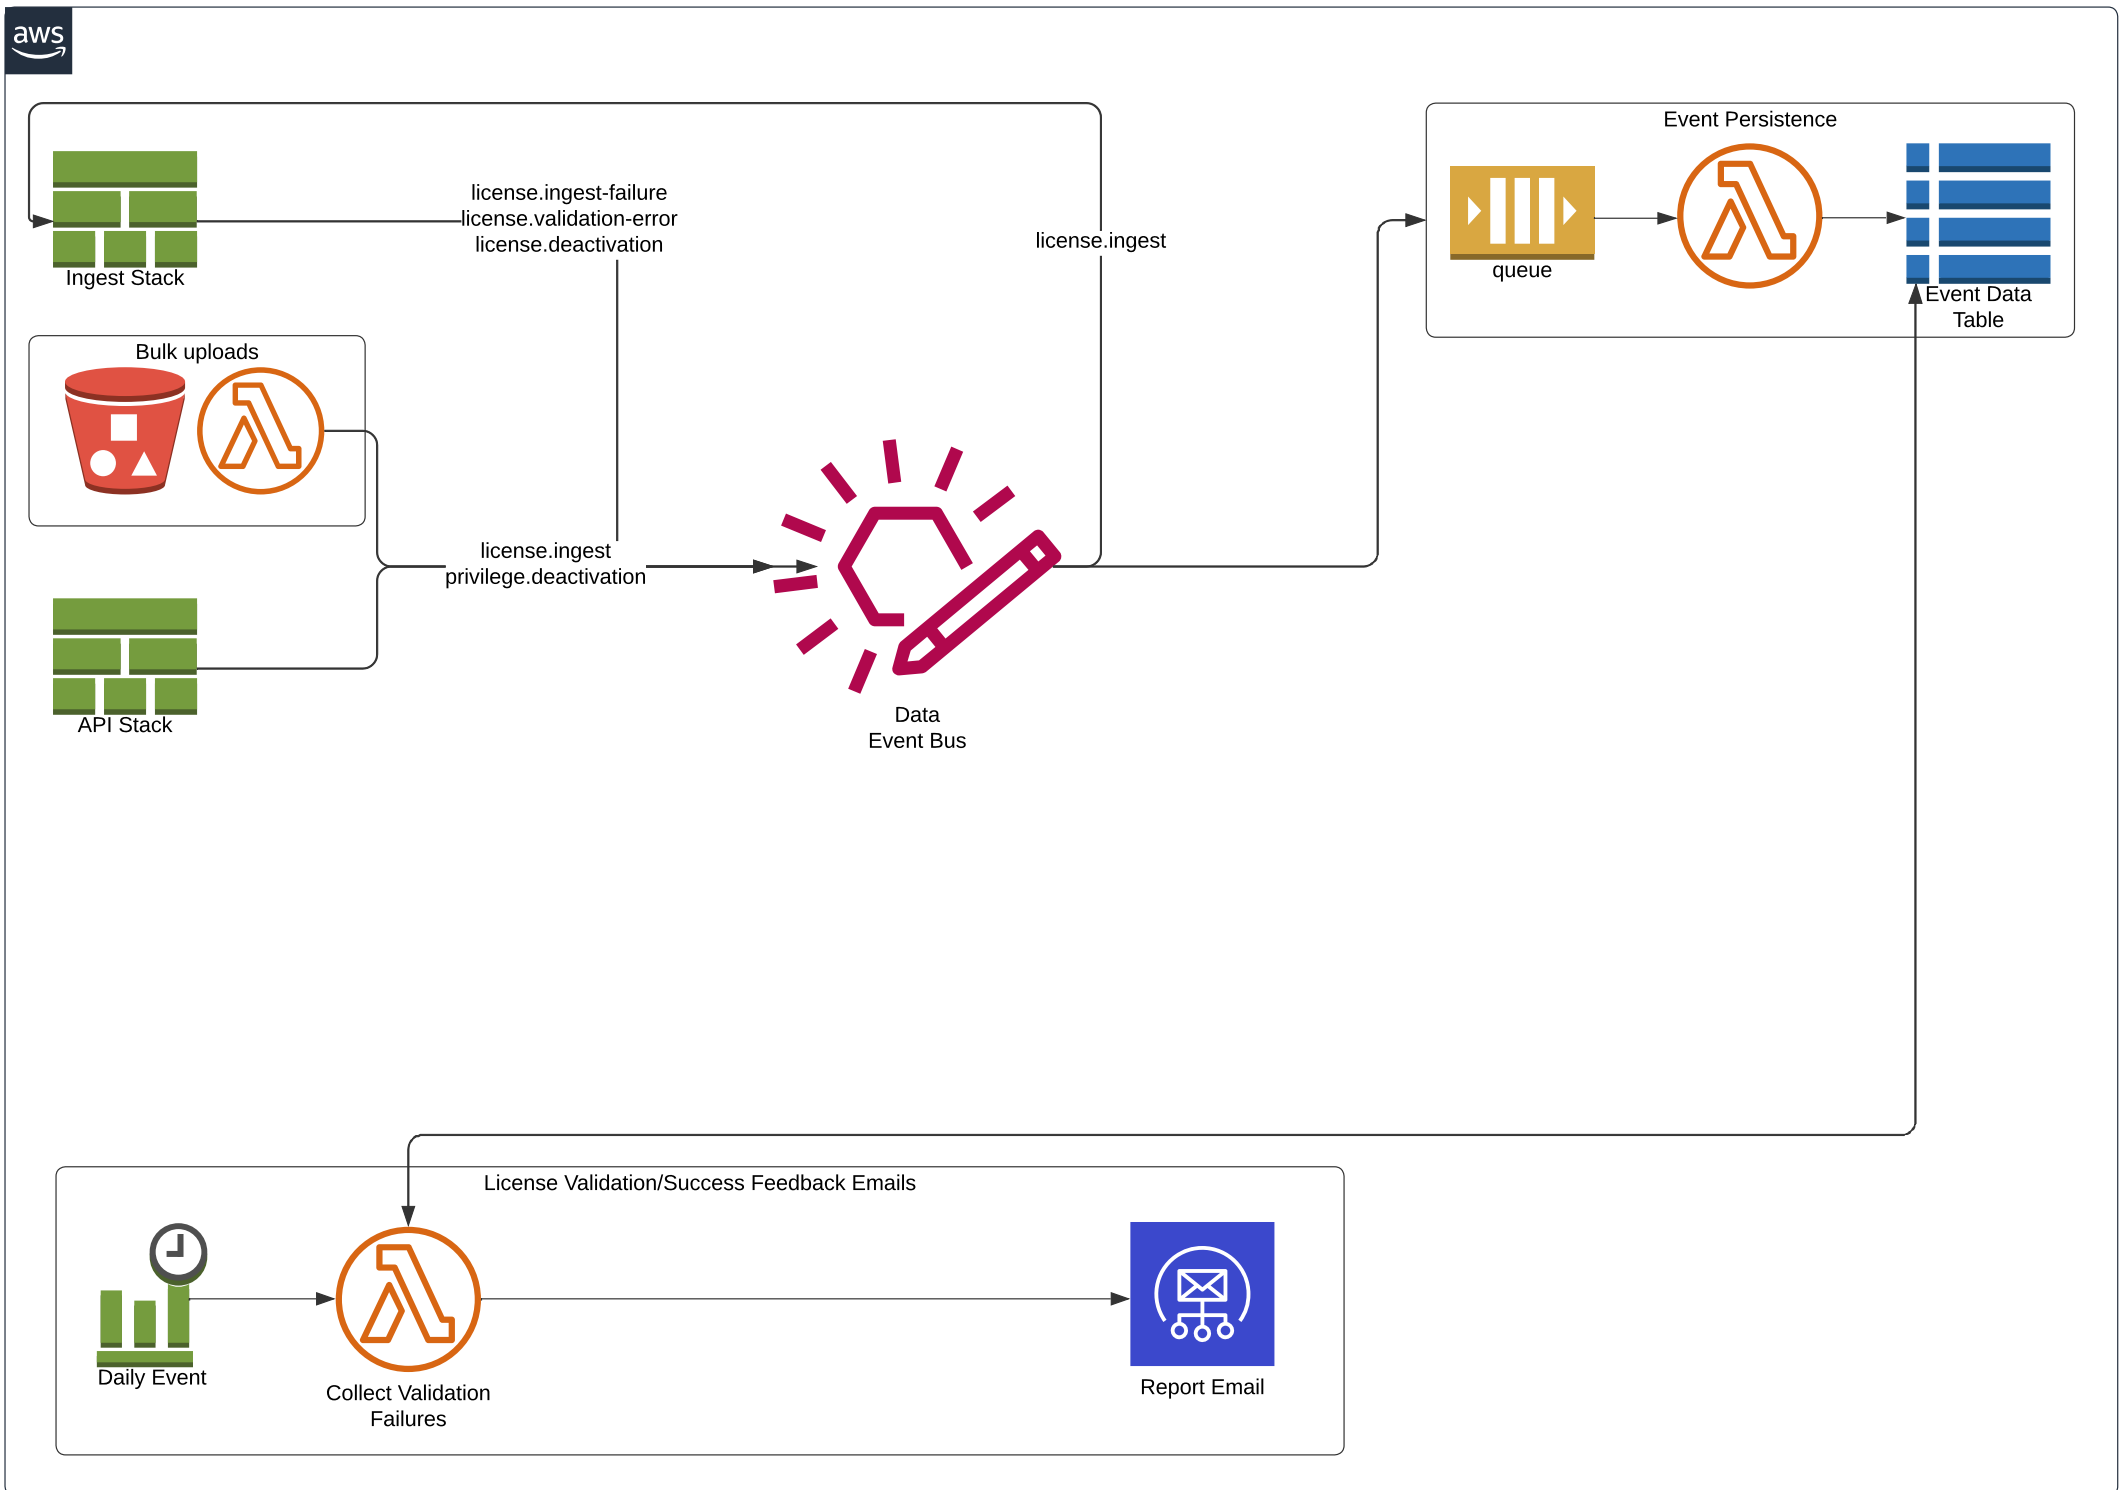 aws
license.ingest-failure
license.validation-error
license.deactivation
Ingest Stack
license.ingest
Event Persistence
queue
Event Data
Table
Bulk uploads
license.ingest
privilege.deactivation
API Stack
Data
Event Bus
License Validation/Success Feedback Emails
Daily Event
Collect Validation
Failures
Report Email